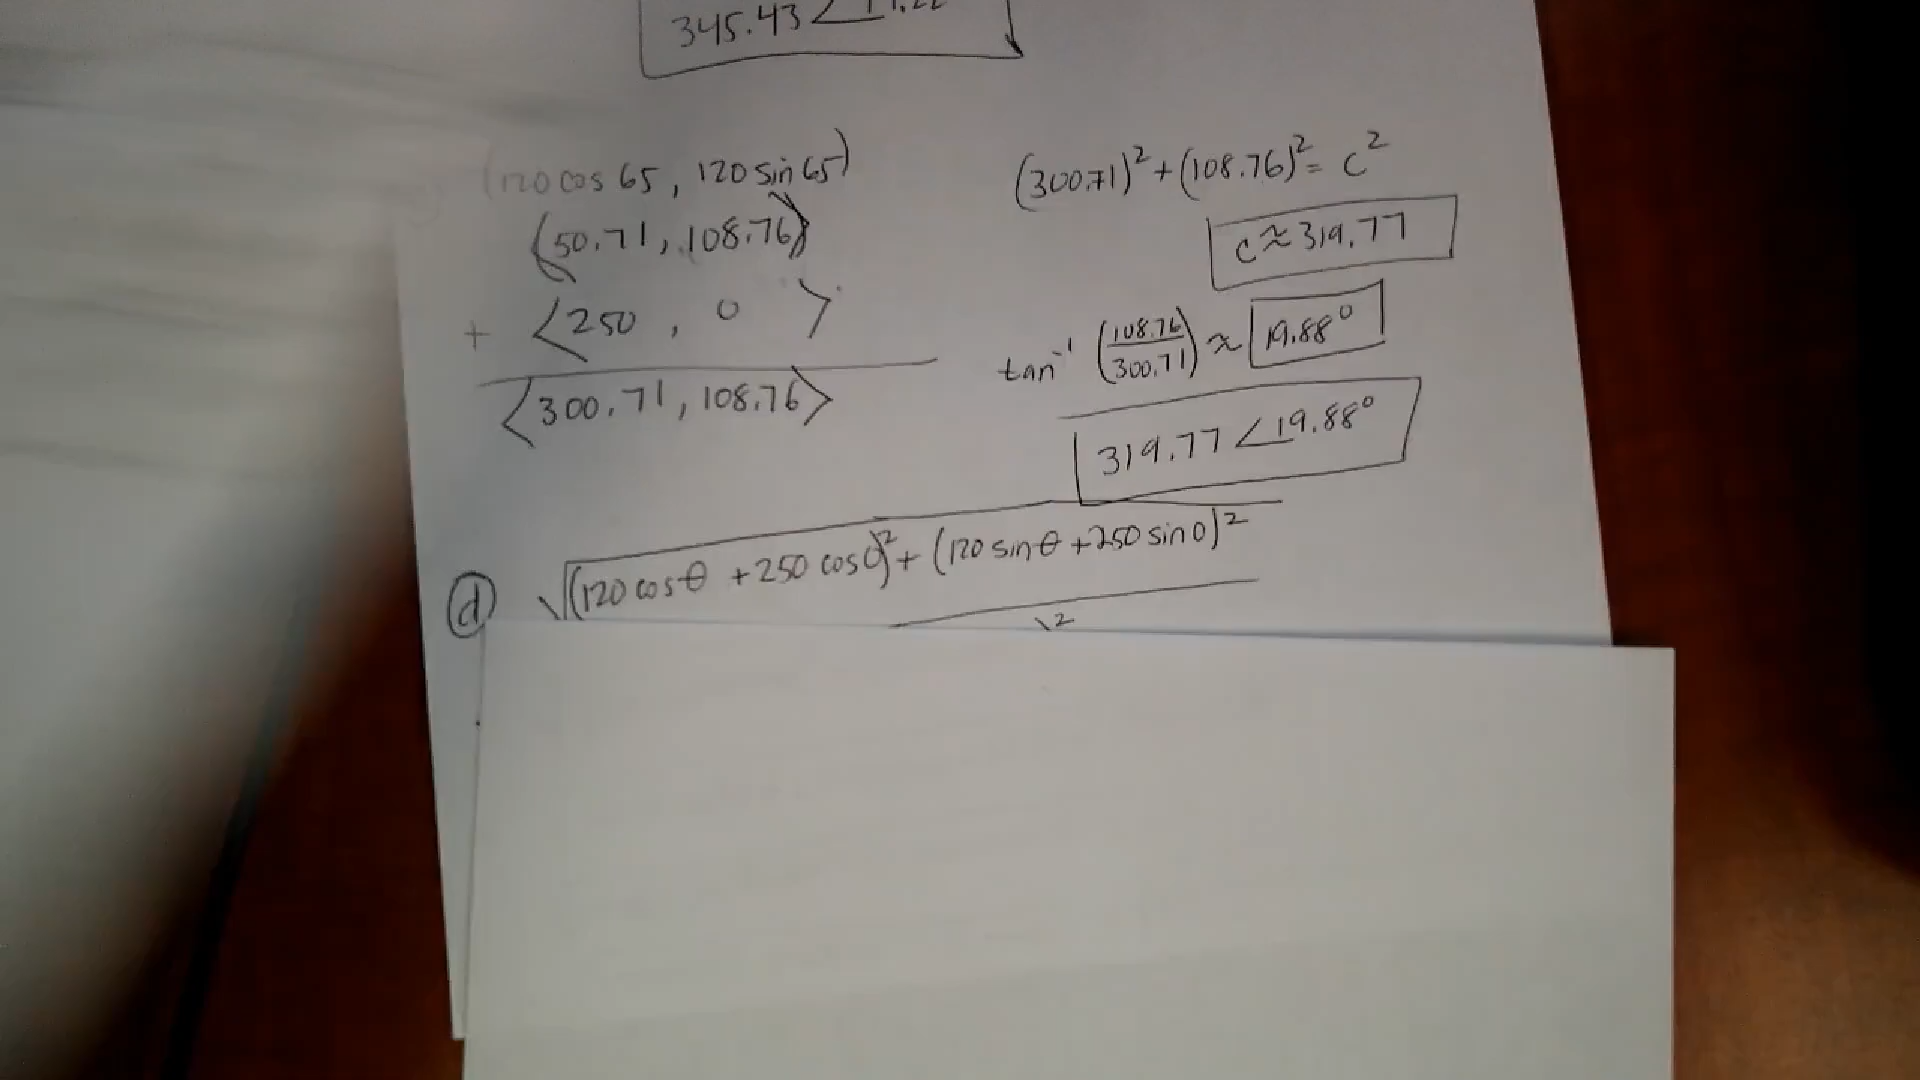 345.43∠
(120 cos 65, 120 sin 65)
⟨50.71, 108.76⟩
+ ⟨250, 0⟩
⟨300.71, 108.76⟩
(300.71)² + (108.76)² = c²
c ≈ 319.77
tan⁻¹ (108.76/300.71) ≈ 19.88°
319.77∠19.88°
(d) √((120 cos θ + 250 cos 0)² + (120 sin θ + 250 sin 0)²)
)²